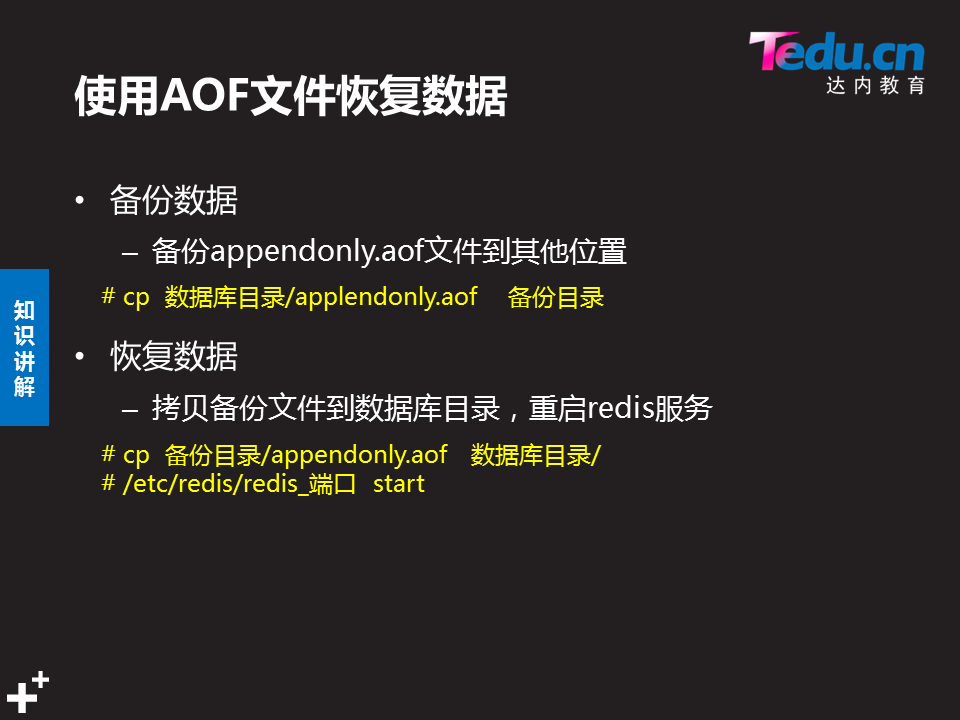 Tedu.cn
达内教育
使用AOF文件恢复数据
• 备份数据
– 备份appendonly.aof文件到其他位置
# cp 数据库目录/applendonly.aof 备份目录
• 恢复数据
– 拷贝备份文件到数据库目录，重启redis服务
# cp 备份目录/appendonly.aof 数据库目录/
# /etc/redis/redis_端口 start
知识讲解